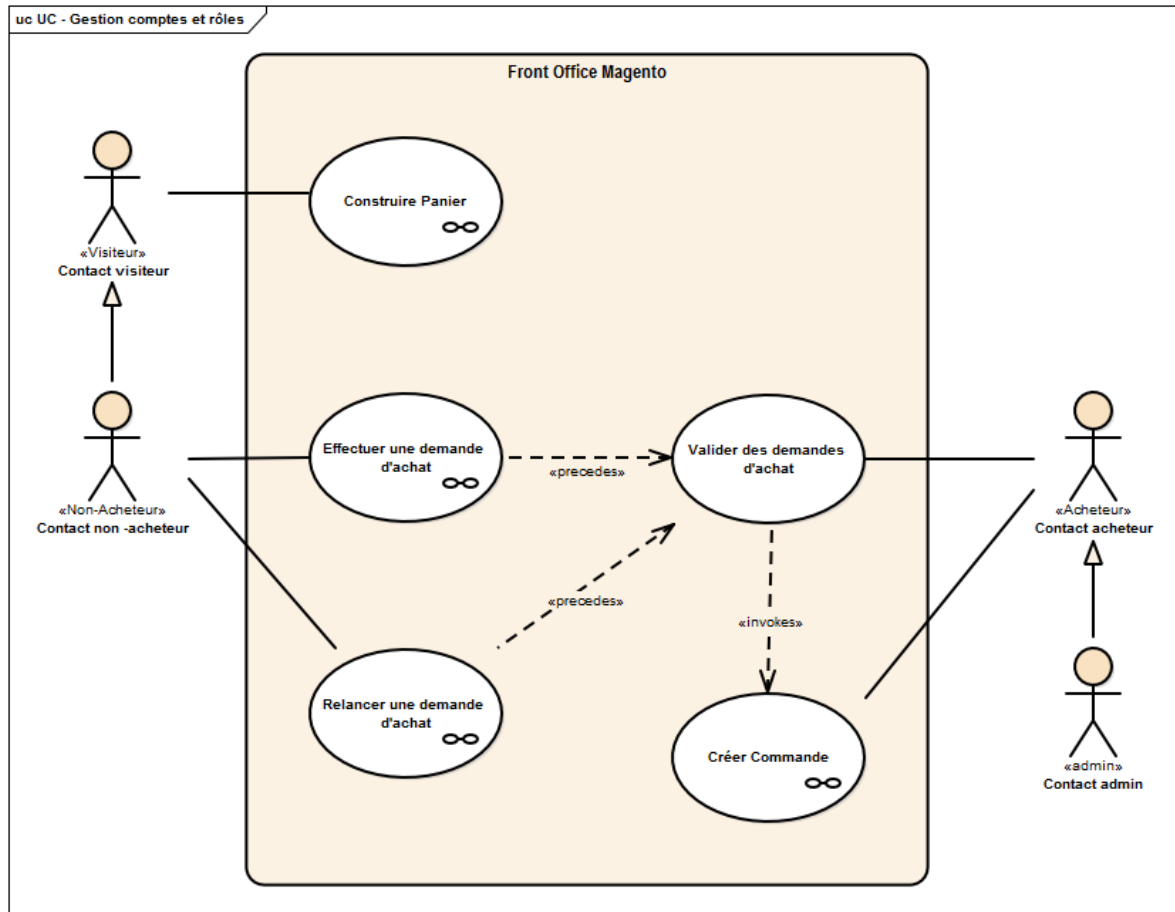 uc UC - Gestion comptes et rôles
Front Office Magento
Construire Panier
«Visiteur»
Contact visiteur
Effectuer une demande
d'achat
«precedes»
Valider des demandes
d'achat
«Non-Acheteur»
Contact non -acheteur
«Acheteur»
Contact acheteur
«precedes»
«invokes»
Relancer une demande
d'achat
Créer Commande
«admin»
Contact admin